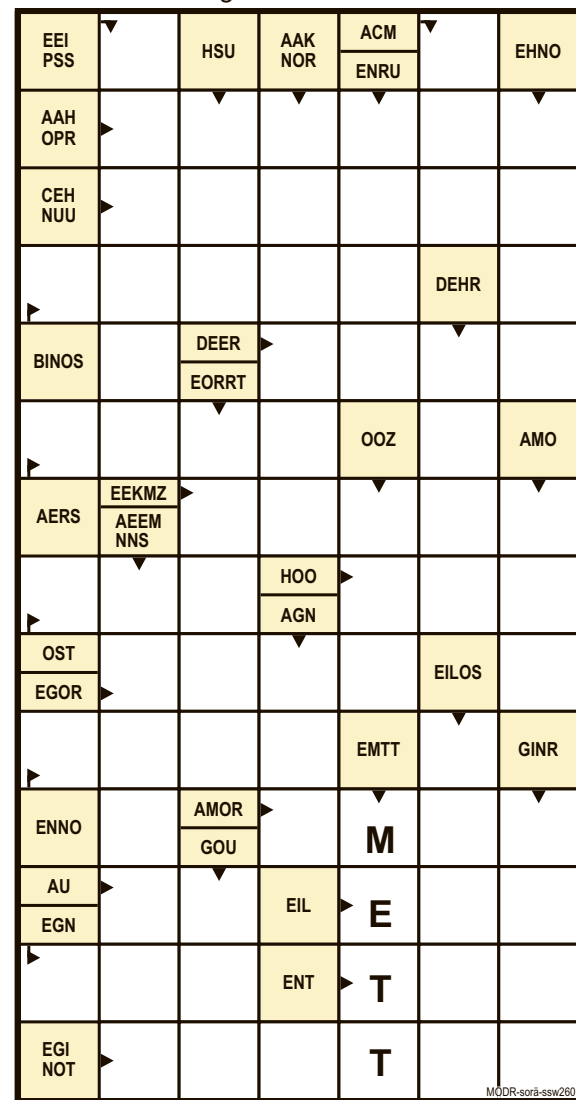 EEI
PSS
HSU
AAK
NOR
ACM
ENRU
EHNO
AAH
OPR
CEH
NUU
DEHR
BINOS
DEER
EORRT
OOZ
AMO
AERS
EEKMZ
AEEM
NNS
HOO
AGN
OST
EGOR
EILOS
EMTT
GINR
ENNO
AMOR
GOU
M
AU
EGN
EIL
E
ENT
T
EGI
NOT
T
MÖDR-sorä-ssw260